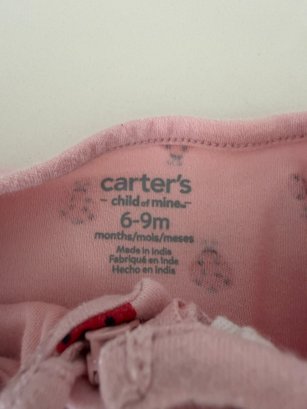 carter's
- child of mine. -
6-9m
months/mois/meses
Made in India
Fabriqué en Inde
Hecho en India